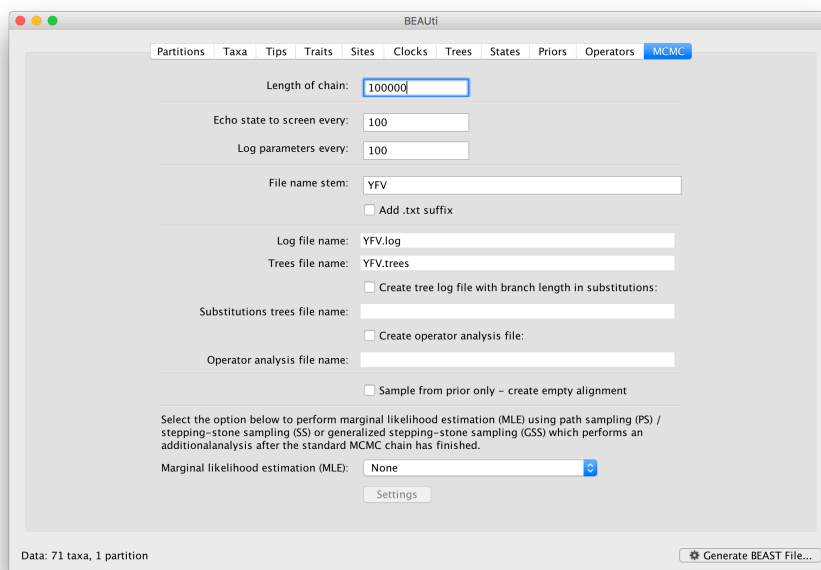 BEAUti
Partitions Taxa Tips Traits Sites Clocks Trees States Priors Operators MCMC
Length of chain: 100000
Echo state to screen every: 100
Log parameters every: 100
File name stem: YFV
Add .txt suffix
Log file name: YFV.log
Trees file name: YFV.trees
Create tree log file with branch length in substitutions:
Substitutions trees file name:
Create operator analysis file:
Operator analysis file name:
Sample from prior only – create empty alignment
Select the option below to perform marginal likelihood estimation (MLE) using path sampling (PS) /
stepping-stone sampling (SS) or generalized stepping-stone sampling (GSS) which performs an
additionalanalysis after the standard MCMC chain has finished.
Marginal likelihood estimation (MLE): None
Settings
Data: 71 taxa, 1 partition
Generate BEAST File...